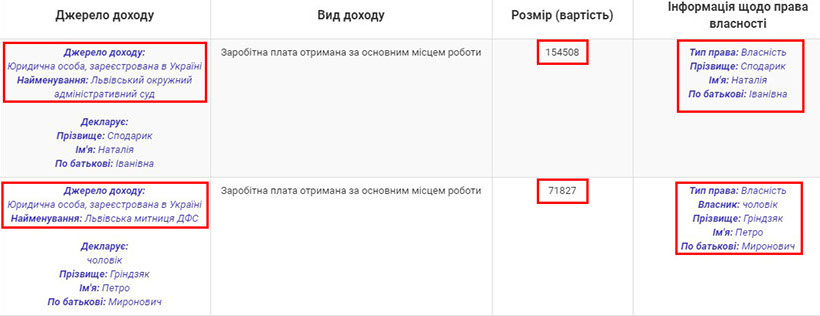 Джерело доходу
Вид доходу
Розмір (вартість)
Інформація щодо права
власності
Джерело доходу:
Юридична особа, зареєстрована в Україні
Найменування: Львівський окружний
адміністративний суд
Декларує:
Прізвище: Сподарик
Ім'я: Наталія
По батькові: Іванівна
Заробітна плата отримана за основним місцем роботи
154508
Тип права: Власність
Прізвище: Сподарик
Ім'я: Наталія
По батькові: Іванівна
Джерело доходу:
Юридична особа, зареєстрована в Україні
Найменування: Львівська митниця ДФС
Декларує:
чоловік
Прізвище: Гріндзяк
Ім'я: Петро
По батькові: Миронович
Заробітна плата отримана за основним місцем роботи
71827
Тип права: Власність
Власник: чоловік
Прізвище: Гріндзяк
Ім'я: Петро
По батькові: Миронович